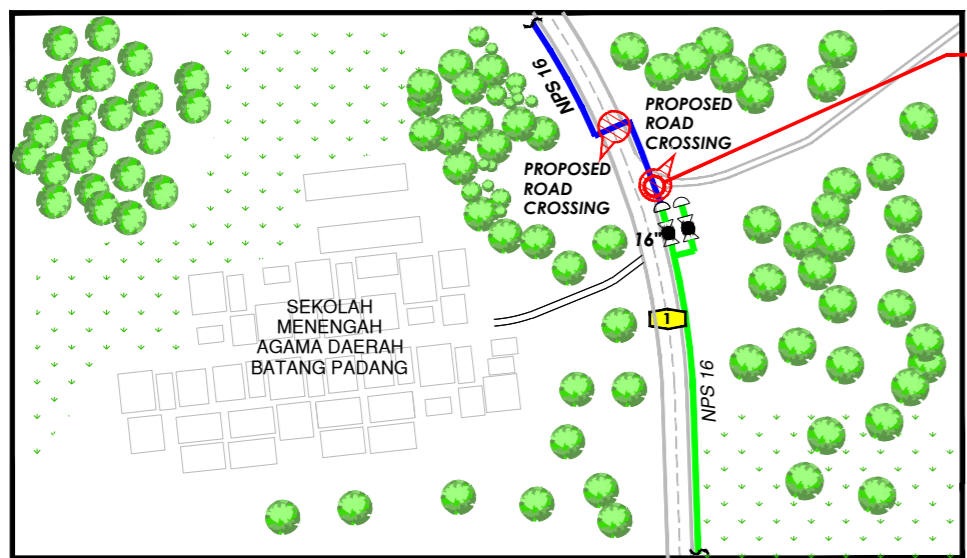 NPS 16
PROPOSED
ROAD
CROSSING
PROPOSED
ROAD
CROSSING
16"
SEKOLAH
MENENGAH
AGAMA DAERAH
BATANG PADANG
1
NPS 16